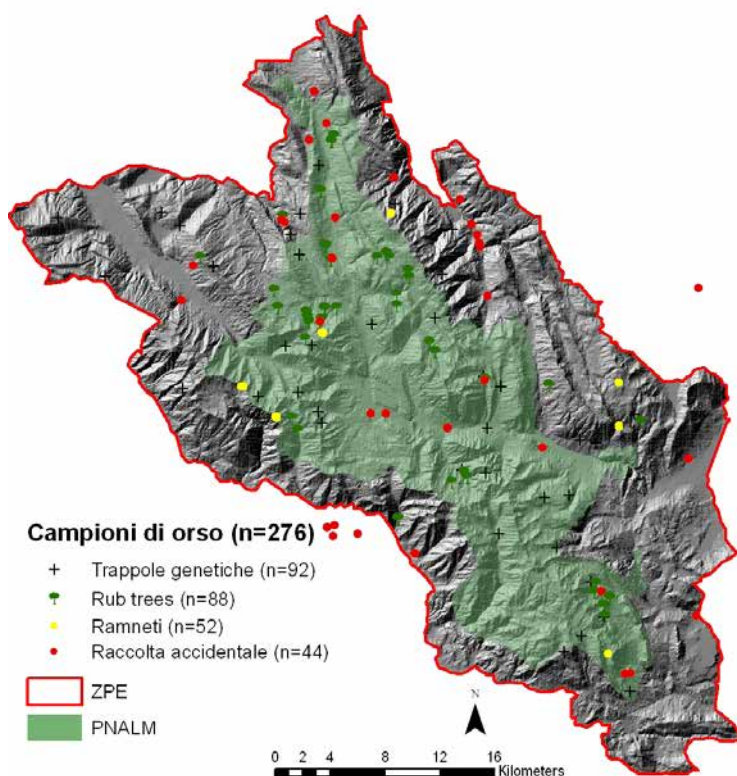 Campioni di orso (n=276)
Trappole genetiche (n=92)
Rub trees (n=88)
Ramneti (n=52)
Raccolta accidentale (n=44)
ZPE
PNALM
N
0 2 4 8 12 16
Kilometers